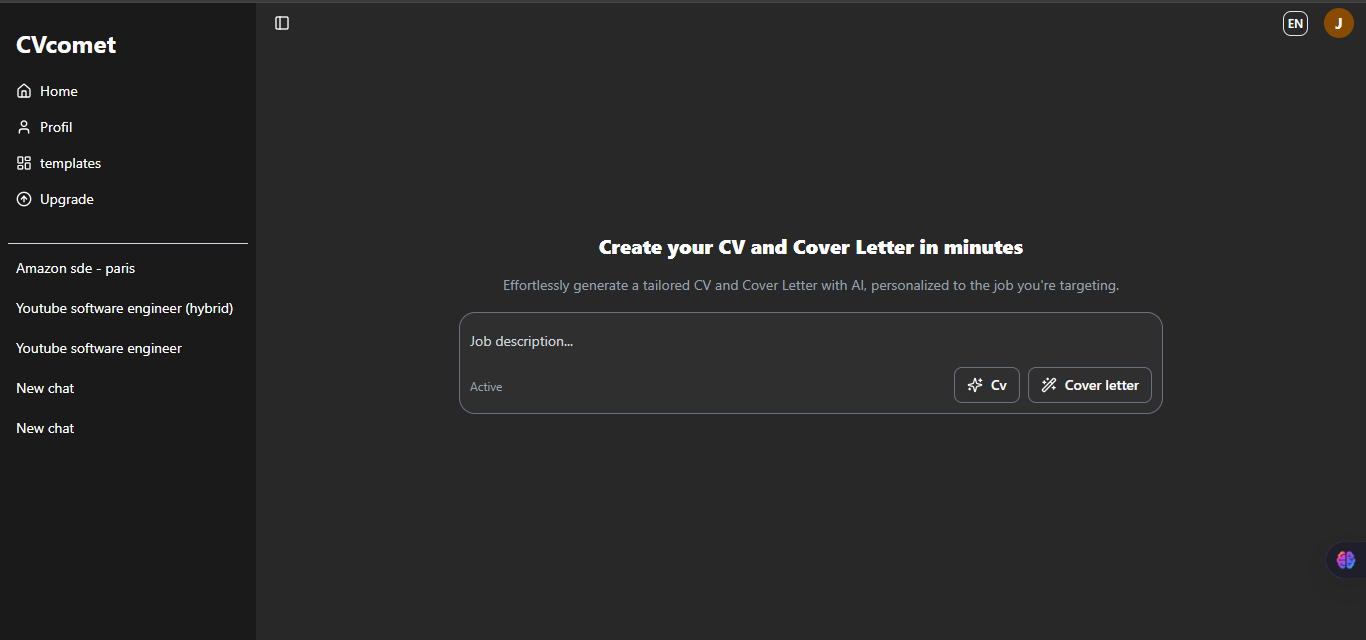 CVcomet
Home
Profil
templates
Upgrade
Amazon sde - paris
Youtube software engineer (hybrid)
Youtube software engineer
New chat
New chat
EN
J
Create your CV and Cover Letter in minutes
Effortlessly generate a tailored CV and Cover Letter with AI, personalized to the job you're targeting.
Job description...
Active
Cv
Cover letter